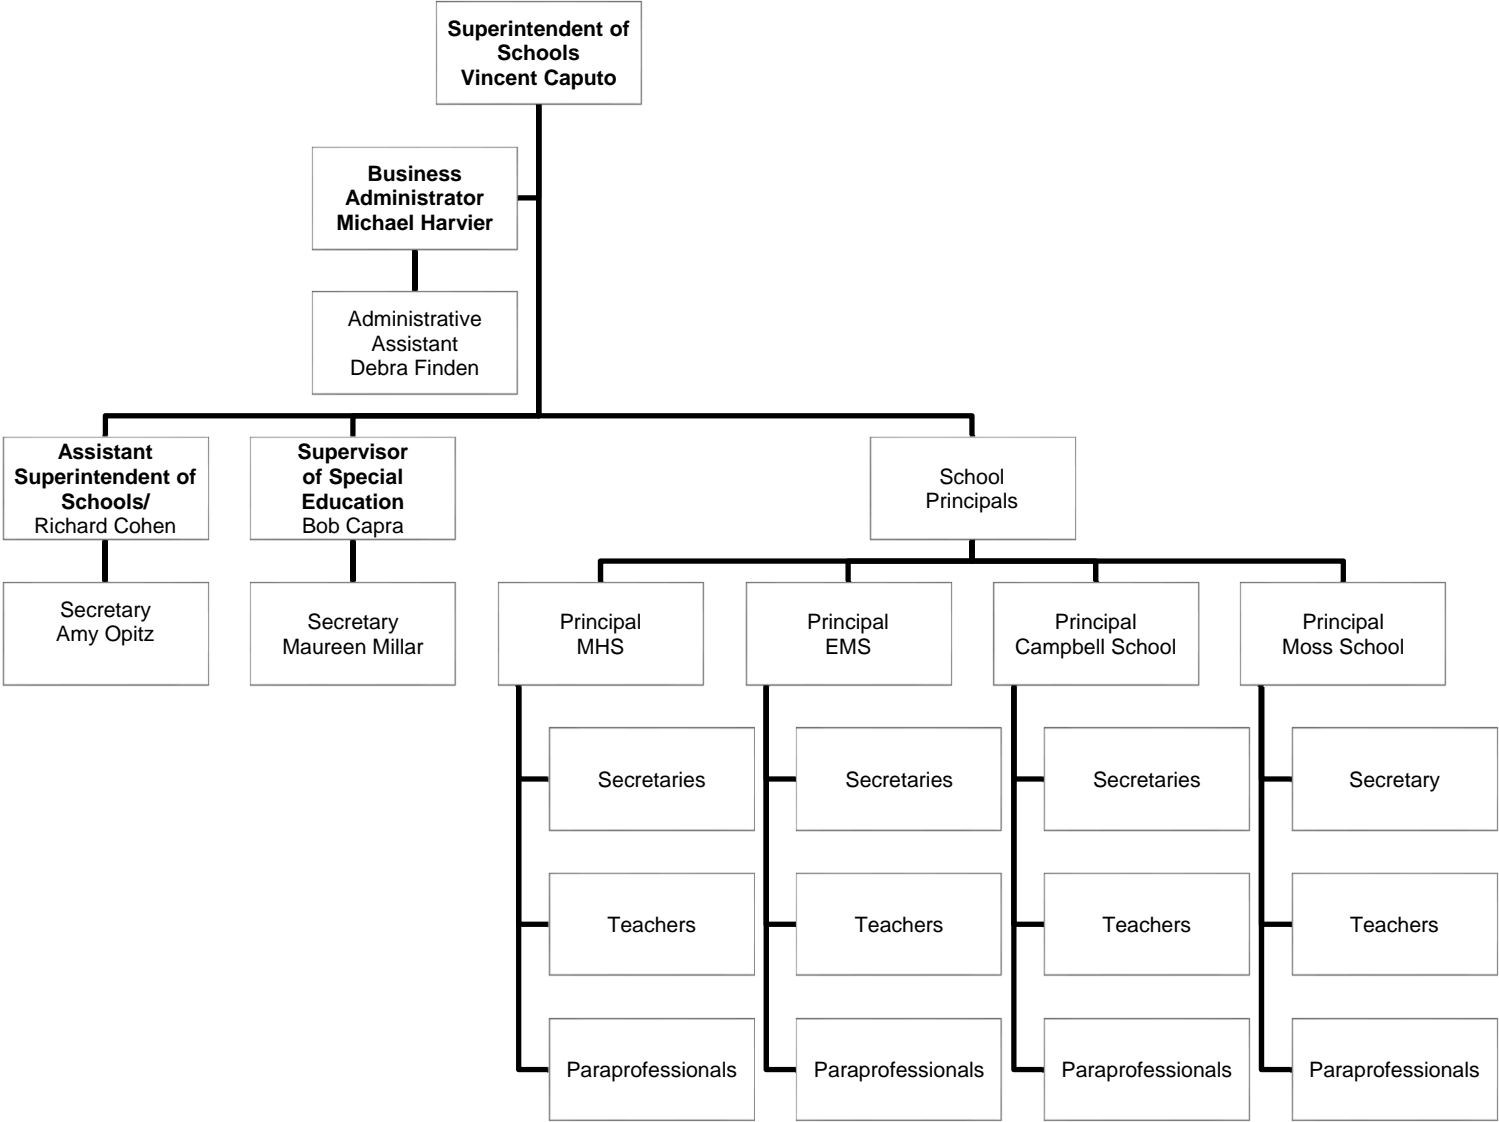 Superintendent of
Schools
Vincent Caputo
Business
Administrator
Michael Harvier
Administrative
Assistant
Debra Finden
Assistant
Superintendent of
Schools/
Richard Cohen
Supervisor
of Special
Education
Bob Capra
School
Principals
Secretary
Amy Opitz
Secretary
Maureen Millar
Principal
MHS
Principal
EMS
Principal
Campbell School
Principal
Moss School
Secretaries
Secretaries
Secretaries
Secretary
Teachers
Teachers
Teachers
Teachers
Paraprofessionals
Paraprofessionals
Paraprofessionals
Paraprofessionals